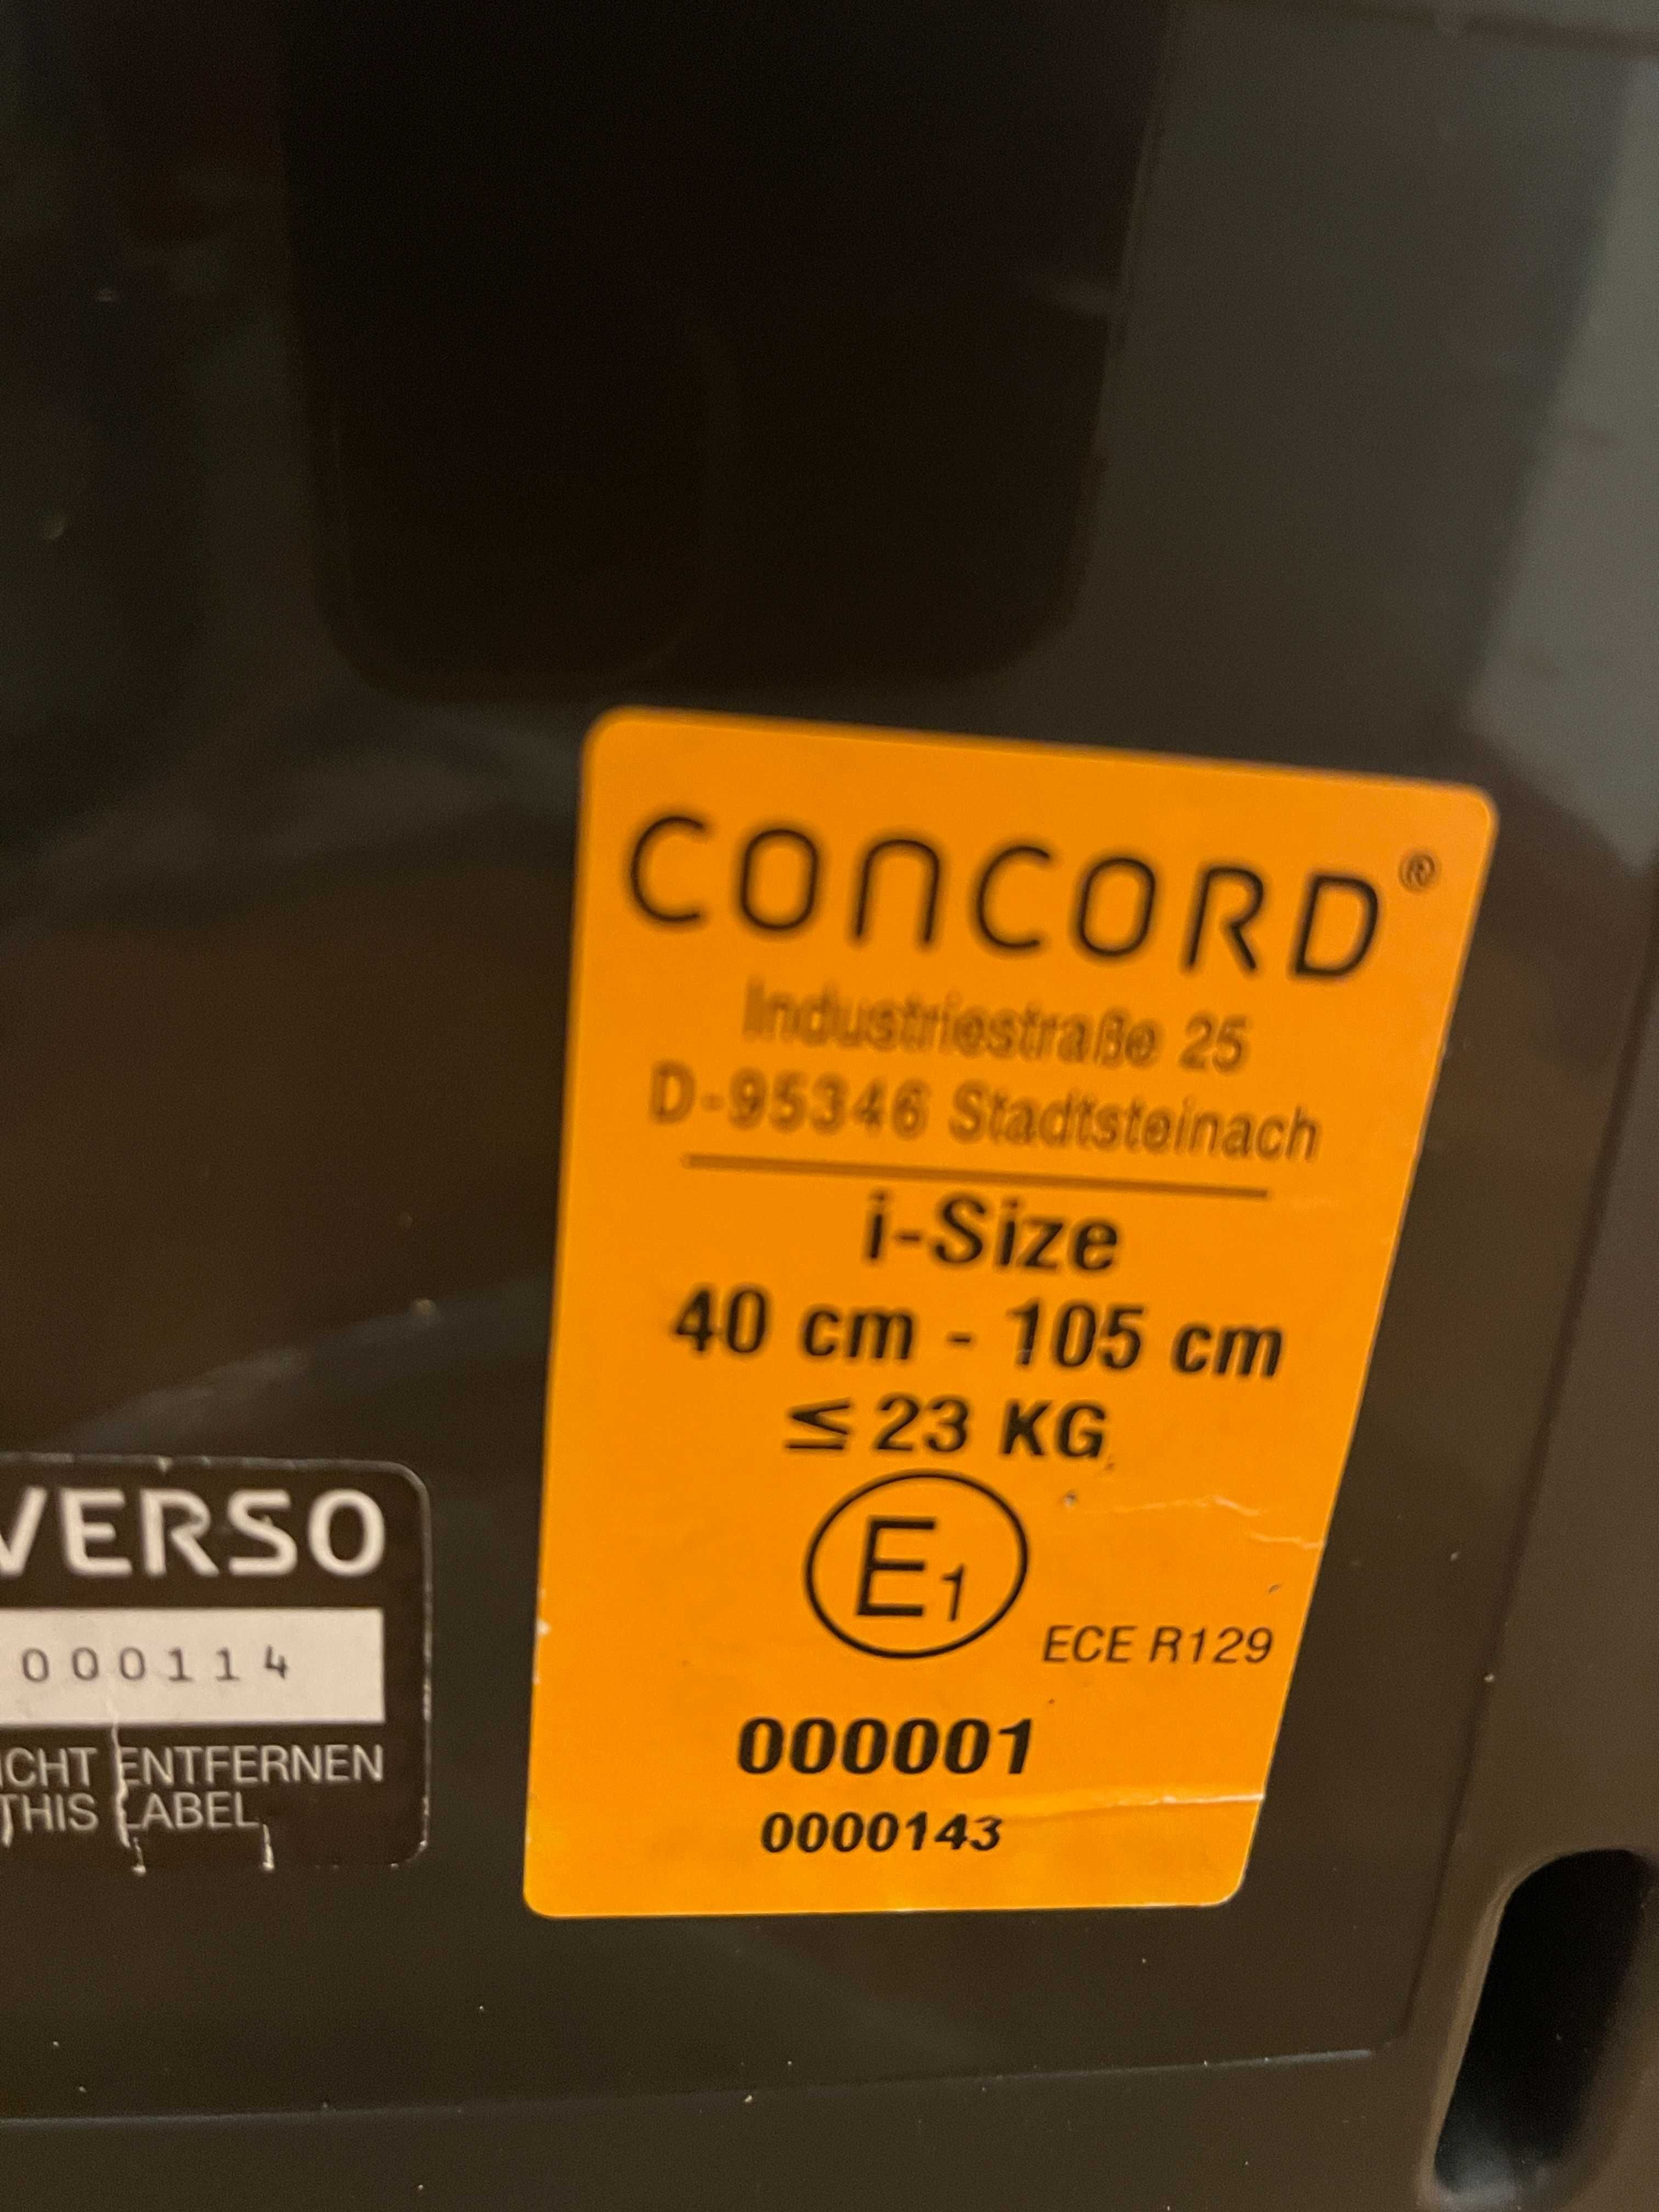 CONCORD®
Industriestraße 25
D-95346 Stadtsteinach
i-Size
40 cm - 105 cm
≤ 23 KG
E1
ECE R129
000001
0000143
VERSO
000114
ICHT ENTFERNEN
THIS LABEL